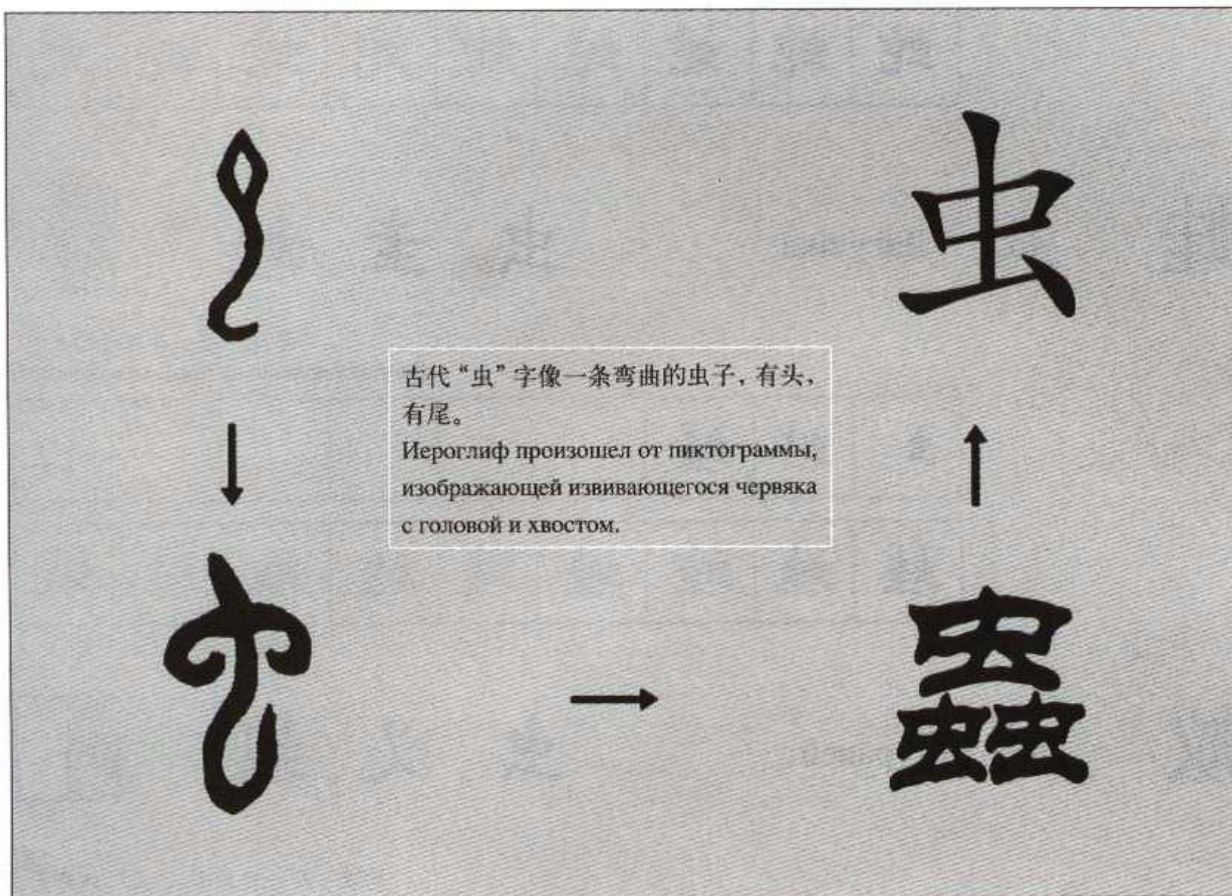 虫
古代“虫”字像一条弯曲的虫子，有头，
有尾。
Иероглиф произошел от пиктограммы,
изображающей извивающегося червяка
с головой и хвостом.
蟲